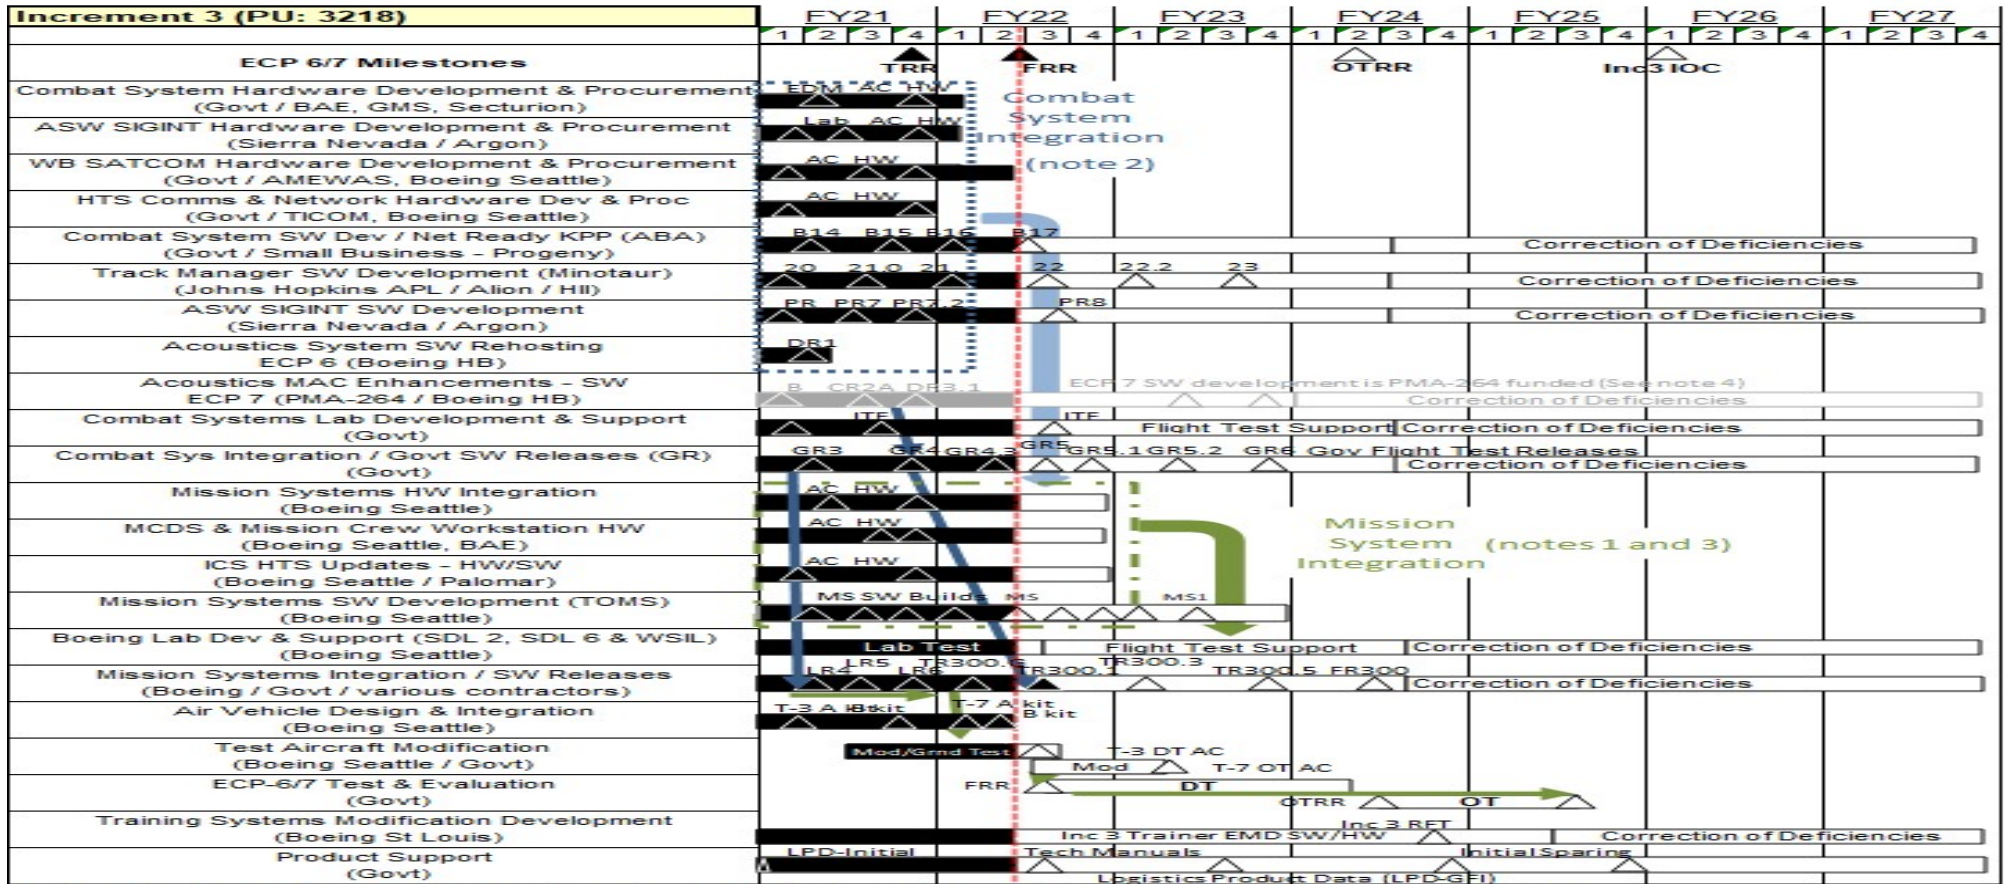 Increment 3 (PU: 3218)
FY21 FY22 FY23 FY24 FY25 FY26 FY27
1 2 3 4 1 2 3 4 1 2 3 4 1 2 3 4 1 2 3 4 1 2 3 4 1 2 3 4
ECP 6/7 Milestones
TRR FRR OTRR Inc3 IOC
Combat System Hardware Development & Procurement
(Govt / BAE, GMS, Securion)
EDM AC HW
Combat
System
Integration
(note 2)
ASW SIGINT Hardware Development & Procurement
(Sierra Nevada / Argon)
Lab AC HW
WB SATCOM Hardware Development & Procurement
(Govt / AMEWAS, Boeing Seattle)
AC HW
HTS Comms & Network Hardware Dev & Proc
(Govt / TICOM, Boeing Seattle)
AC HW
Combat System SW Dev / Net Ready KPP (ABA)
(Govt / Small Business - Progeny)
B14 B15 B16 B17
Correction of Deficiencies
Track Manager SW Development (Minotaur)
(Johns Hopkins APL / Alion / HII)
20 21.0 21. 22 22.2 23
Correction of Deficiencies
ASW SIGINT SW Development
(Sierra Nevada / Argon)
PR PR7 PR7.2 PR8
Correction of Deficiencies
Acoustics System SW Rehosting
ECP 6 (Boeing HB)
DR1
Acoustics MAC Enhancements - SW
ECP 7 (PMA-264 / Boeing HB)
B CR2A DR3.1
ECP 7 SW development is PMA-264 funded (See note 4)
Correction of Deficiencies
Combat Systems Lab Development & Support
(Govt)
ITF ITF
Flight Test Support Correction of Deficiencies
Combat Sys Integration / Govt SW Releases (GR)
(Govt)
GR3 GR4 GR4.3 GR5 GR5.1 GR5.2 GR6 Gov Flight Test Releases
Correction of Deficiencies
Mission Systems HW Integration
(Boeing Seattle)
AC HW
MCDS & Mission Crew Workstation HW
(Boeing Seattle, BAE)
AC HW
Mission
System (notes 1 and 3)
Integration
ICS HTS Updates - HW/SW
(Boeing Seattle / Palomar)
AC HW
Mission Systems SW Development (TOMS)
(Boeing Seattle)
MS SW Builds MS MS1
Boeing Lab Dev & Support (SDL 2, SDL 6 & WSIL)
(Boeing Seattle)
Lab Test Flight Test Support Correction of Deficiencies
Mission Systems Integration / SW Releases
(Boeing / Govt / various contractors)
LR4 LR5 LR6 TR300.0 TR300.1 TR300.3 TR300.5 FR300
Correction of Deficiencies
Air Vehicle Design & Integration
(Boeing Seattle)
T-3 A kit B kit T-7 A kit
B kit
Test Aircraft Modification
(Boeing Seattle / Govt)
Mod/Grnd Test T-3 DT AC
Mod T-7 OT AC
ECP-6/7 Test & Evaluation
(Govt)
FRR DT
OTRR OT
Training Systems Modification Development
(Boeing St Louis)
Inc 3 RFT
Inc 3 Trainer EMD SW/HW Correction of Deficiencies
Product Support
(Govt)
LPD-Initial Tech Manuals Initial Sparing
Logistics Product Data (LPD-GFI)